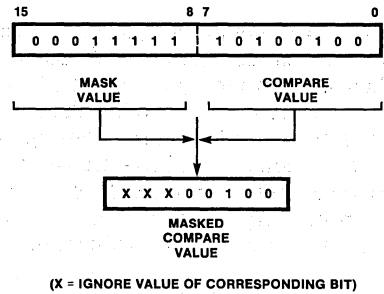 15 8 7 0
0 0 0 1 1 1 1 1 1 0 1 0 0 1 0 0
MASK COMPARE
VALUE VALUE
X X X 0 0 1 0 0
MASKED
COMPARE
VALUE
(X = IGNORE VALUE OF CORRESPONDING BIT)